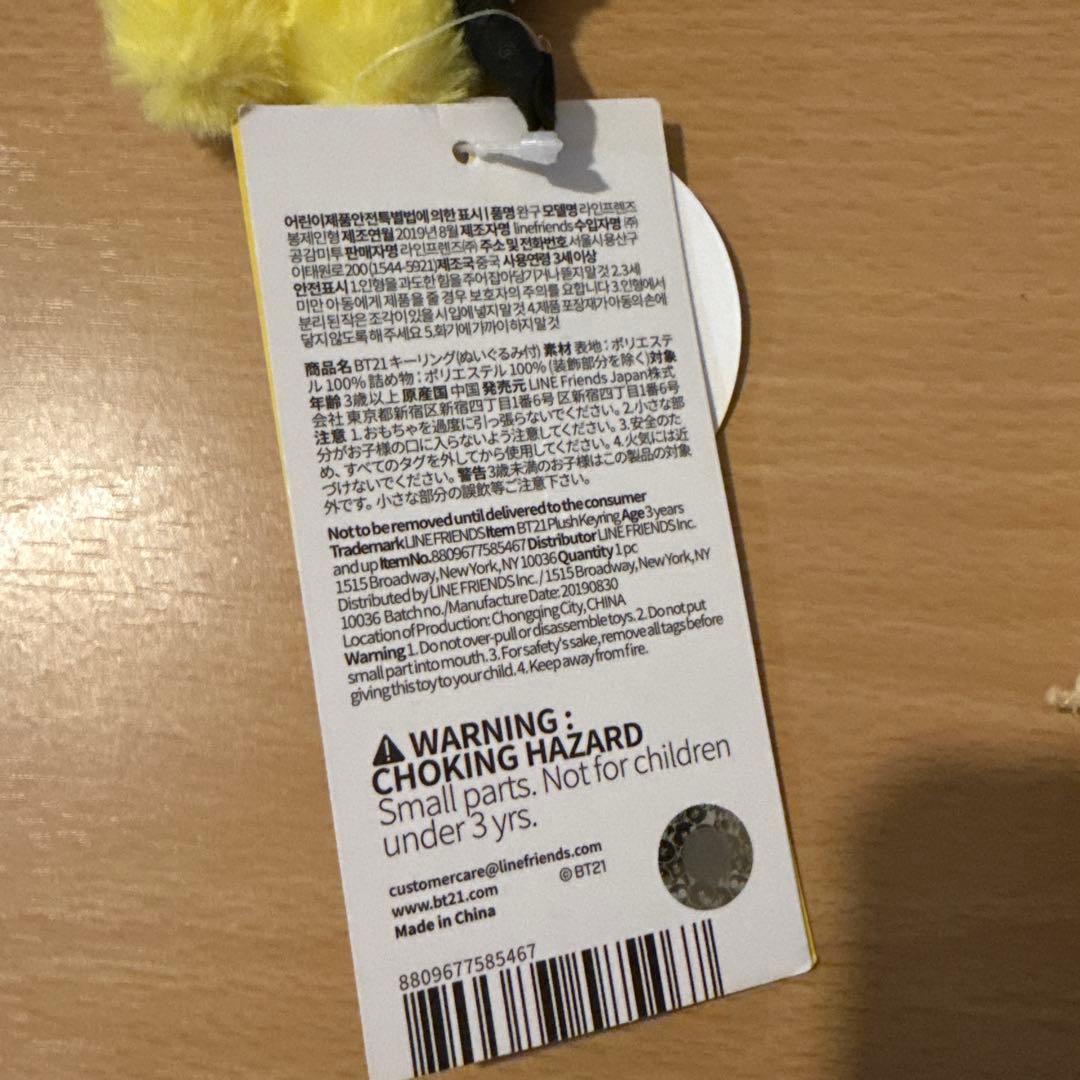 어린이제품안전특별법에 의한 표시 | 품명 완구 모델명 라인프렌즈
봉제인형 제조연월 2019년 8월 제조자명 linefriends 수입자명 ㈜
공감미투 판매자명 라인프렌즈㈜ 주소 및 전화번호 서울시용산구
이태원로 200 (1544-5921) 제조국 중국 사용연령 3세 이상
안전표시 1.인형을 과도한 힘을 주어 잡아당기거나 뜯지말 것 2.3세
미만 아동에게 제품을 줄 경우 보호자의 주의를 요합니다 3.인형에서
분리된 작은 조각이 있을 시 입에 넣지 말 것 4.제품 포장재가 아동의 손에
닿지 않도록 해 주세요 5.화기에 가까이 하지 말 것
商品名 BT21 キーリング(ぬいぐるみ付) 素材 表地：ポリエステ
ル 100% 詰め物：ポリエステル 100% (装飾部分を除く)対象
年齢 3歳以上 原産国 中国 発売元 LINE Friends Japan株式
会社 東京都新宿区新宿四丁目1番6号 区新宿四丁目1番6号
注意 1.おもちゃを過度に引っ張らないでください。2.小さな部
分がお子様の口に入らないよう注意してください。3.安全のた
め、すべてのタグを外してから使用してください。4.火気には近
づけないでください。警告 3歳未満のお子様はこの製品の対象
外です。小さな部分の誤飲等ご注意下さい。
Not to be removed until delivered to the consumer
Trademark LINE FRIENDS Item BT21 Plush Keyring Age 3 years
and up Item No. 8809677585467 Distributor LINE FRIENDS Inc.
1515 Broadway, New York, NY 10036 Quantity 1 pc
Distributed by LINE FRIENDS Inc. / 1515 Broadway, New York, NY
10036 Batch no./Manufacture Date: 20190830
Location of Production: Chongqing City, CHINA
Warning 1. Do not over-pull or disassemble toys. 2. Do not put
small part into mouth. 3. For safety's sake, remove all tags before
giving this toy to your child. 4. Keep away from fire.
⚠ WARNING :
CHOKING HAZARD
Small parts. Not for children
under 3 yrs.
customercare@linefriends.com
www.bt21.com ©BT21
Made in China
8809677585467